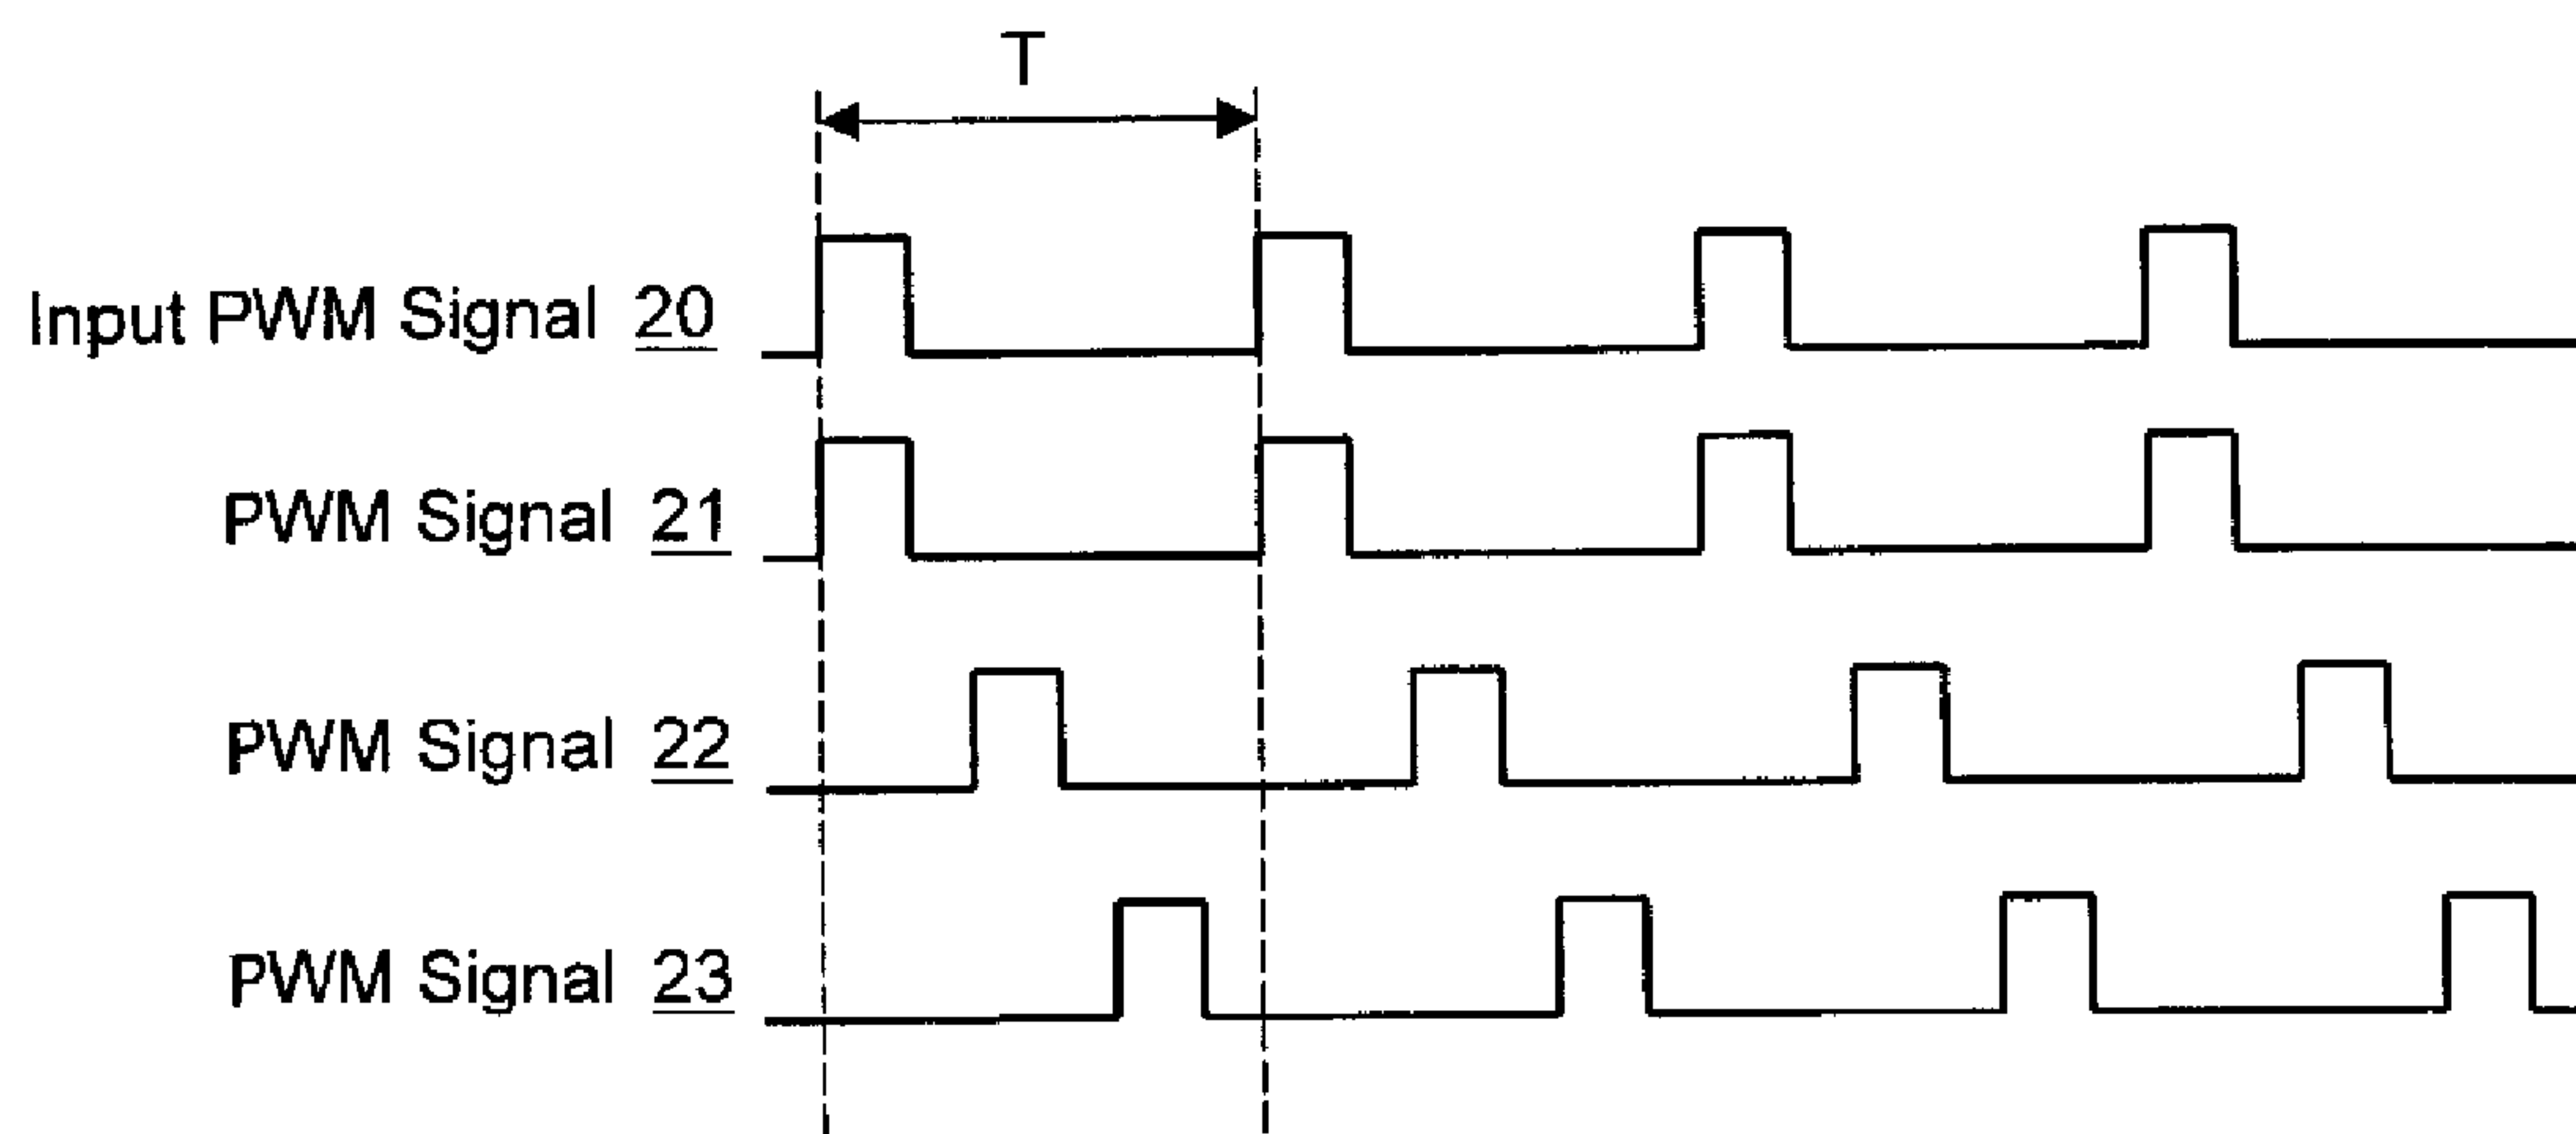 T
Input PWM Signal 20
PWM Signal 21
PWM Signal 22
PWM Signal 23